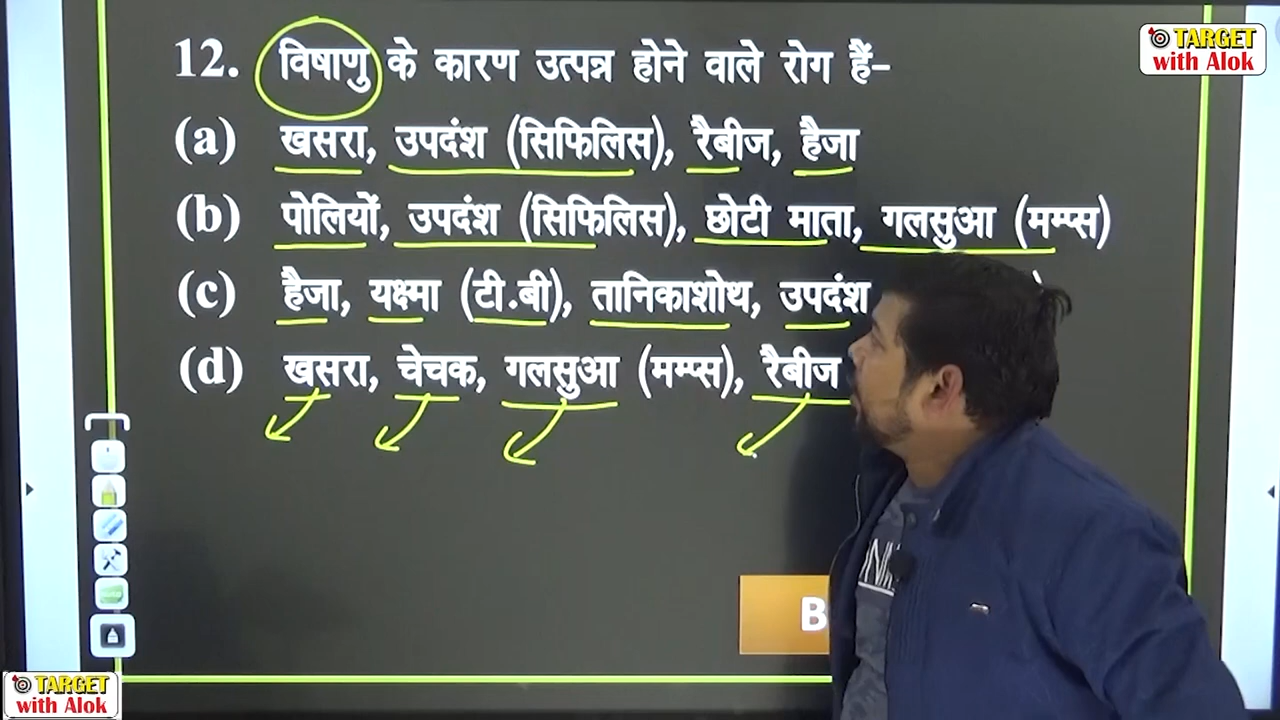 TARGET
with Alok
12. विषाणु के कारण उत्पन्न होने वाले रोग हैं-
(a) खसरा, उपदंश (सिफिलिस), रैबीज, हैजा
(b) पोलियों, उपदंश (सिफिलिस), छोटी माता, गलसुआ (मम्प्स)
(c) हैजा, यक्ष्मा (टी.बी), तानिकाशोथ, उपदंश
(d) खसरा, चेचक, गलसुआ (मम्प्स), रैबीज
B
TARGET
with Alok